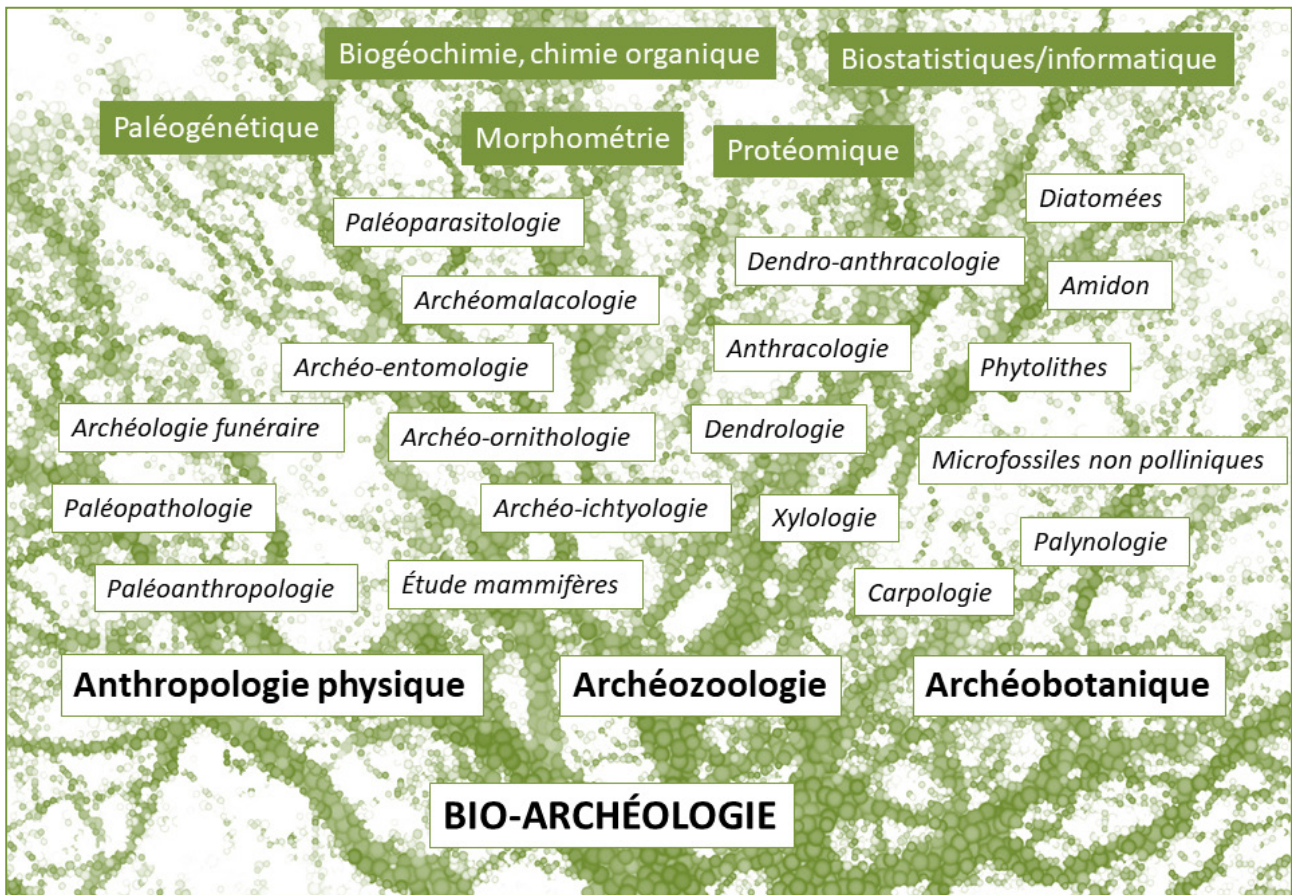 Biogéochimie, chimie organique
Biostatistiques/informatique
Paléogénétique
Morphométrie
Protéomique
Diatomées
Paléoparasitologie
Dendro-anthracologie
Amidon
Archéomalacologie
Anthracologie
Archéo-entomologie
Phytolithes
Archéologie funéraire
Archéo-ornithologie
Dendrologie
Microfossiles non polliniques
Paléopathologie
Archéo-ichtyologie
Xylologie
Palynologie
Paléoanthropologie
Étude mammifères
Carpologie
Anthropologie physique
Archéozoologie
Archéobotanique
BIO-ARCHÉOLOGIE